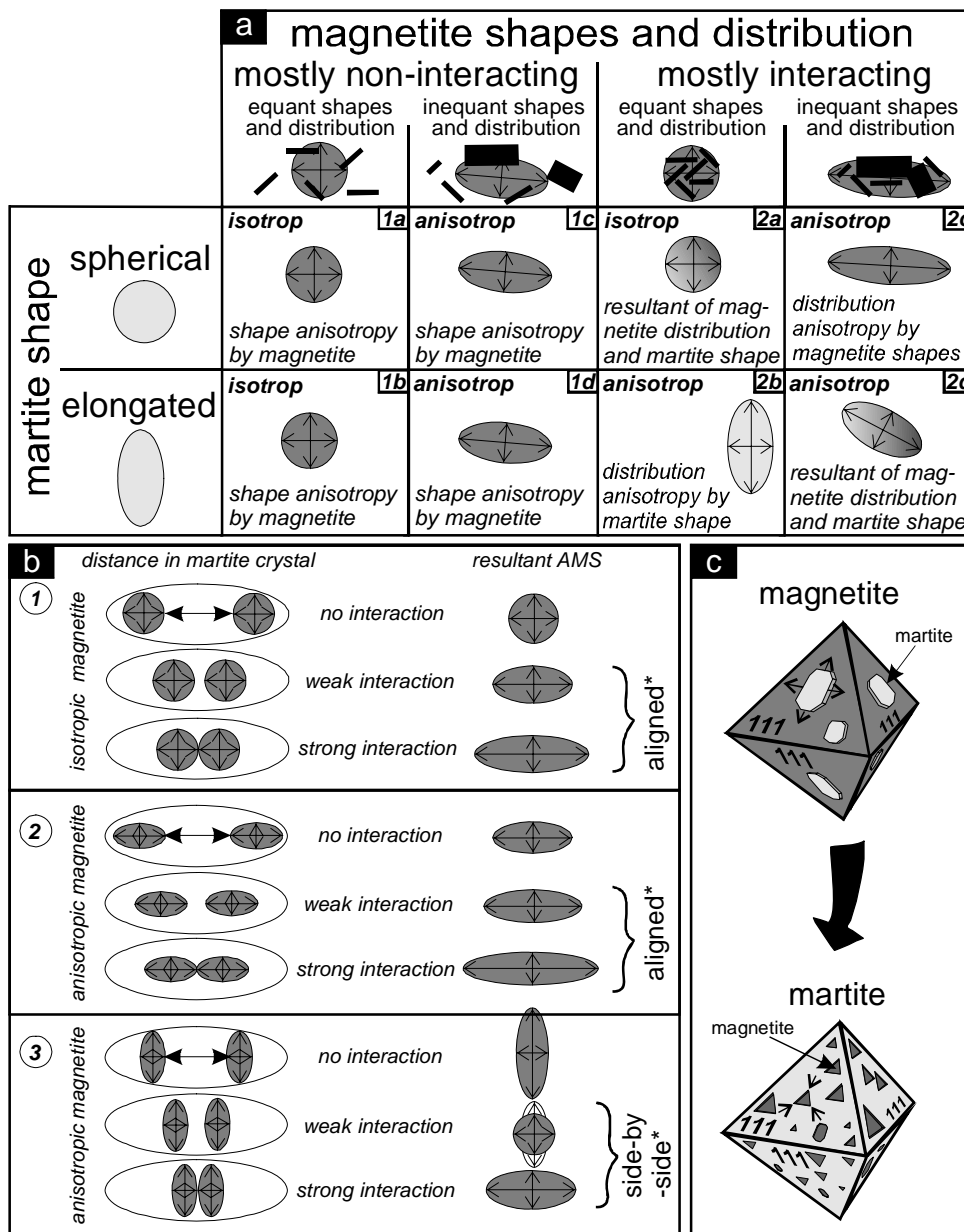 a
magnetite shapes and distribution
mostly non-interacting
mostly interacting
equant shapes
and distribution
inequant shapes
and distribution
equant shapes
and distribution
inequant shapes
and distribution
martite shape
spherical
isotrop
1a
shape anisotropy
by magnetite
anisotrop
1c
shape anisotropy
by magnetite
isotrop
2a
resultant of mag-
netite distribution
and martite shape
anisotrop
distribution
anisotropy by
magnetite shapes
elongated
isotrop
1b
shape anisotropy
by magnetite
anisotrop
1d
shape anisotropy
by magnetite
anisotrop
2b
distribution
anisotropy by
martite shape
anisotrop
2d
resultant of mag-
netite distribution
and martite shape
b
distance in martite crystal
resultant AMS
1
isotropic magnetite
no interaction
weak interaction
strong interaction
aligned*
2
anisotropic magnetite
no interaction
weak interaction
strong interaction
aligned*
3
anisotropic magnetite
no interaction
weak interaction
strong interaction
side-by
-side*
c
magnetite
martite
111
111
111
martite
magnetite
111
111
111